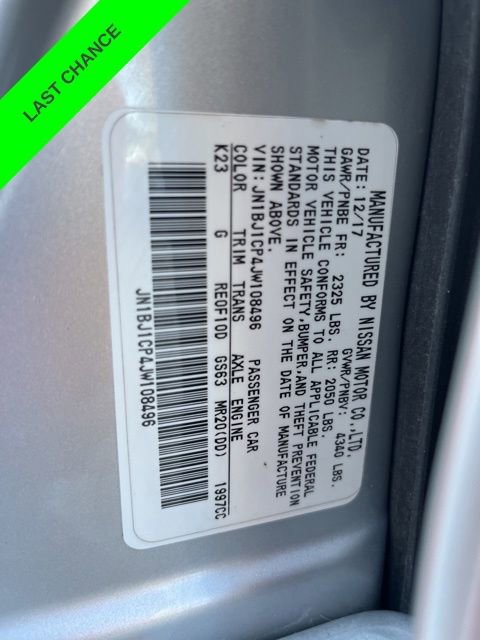 LAST CHANCE
MANUFACTURED BY NISSAN MOTOR CO.,LTD.
DATE: 12/17 GVWR/PNBV: 4340 LBS.
GAWR/PNBE FR: 2325 LBS. RR: 2050 LBS.
THIS VEHICLE CONFORMS TO ALL APPLICABLE FEDERAL
MOTOR VEHICLE SAFETY,BUMPER,AND THEFT PREVENTION
STANDARDS IN EFFECT ON THE DATE OF MANUFACTURE
SHOWN ABOVE.
VIN: JN1BJ1CP4JW108496 PASSENGER CAR
COLOR TRIM TRANS AXLE ENGINE
K23 G RE0F10D GS63 MR20(DD) 1997CC
JN1BJ1CP4JW108496